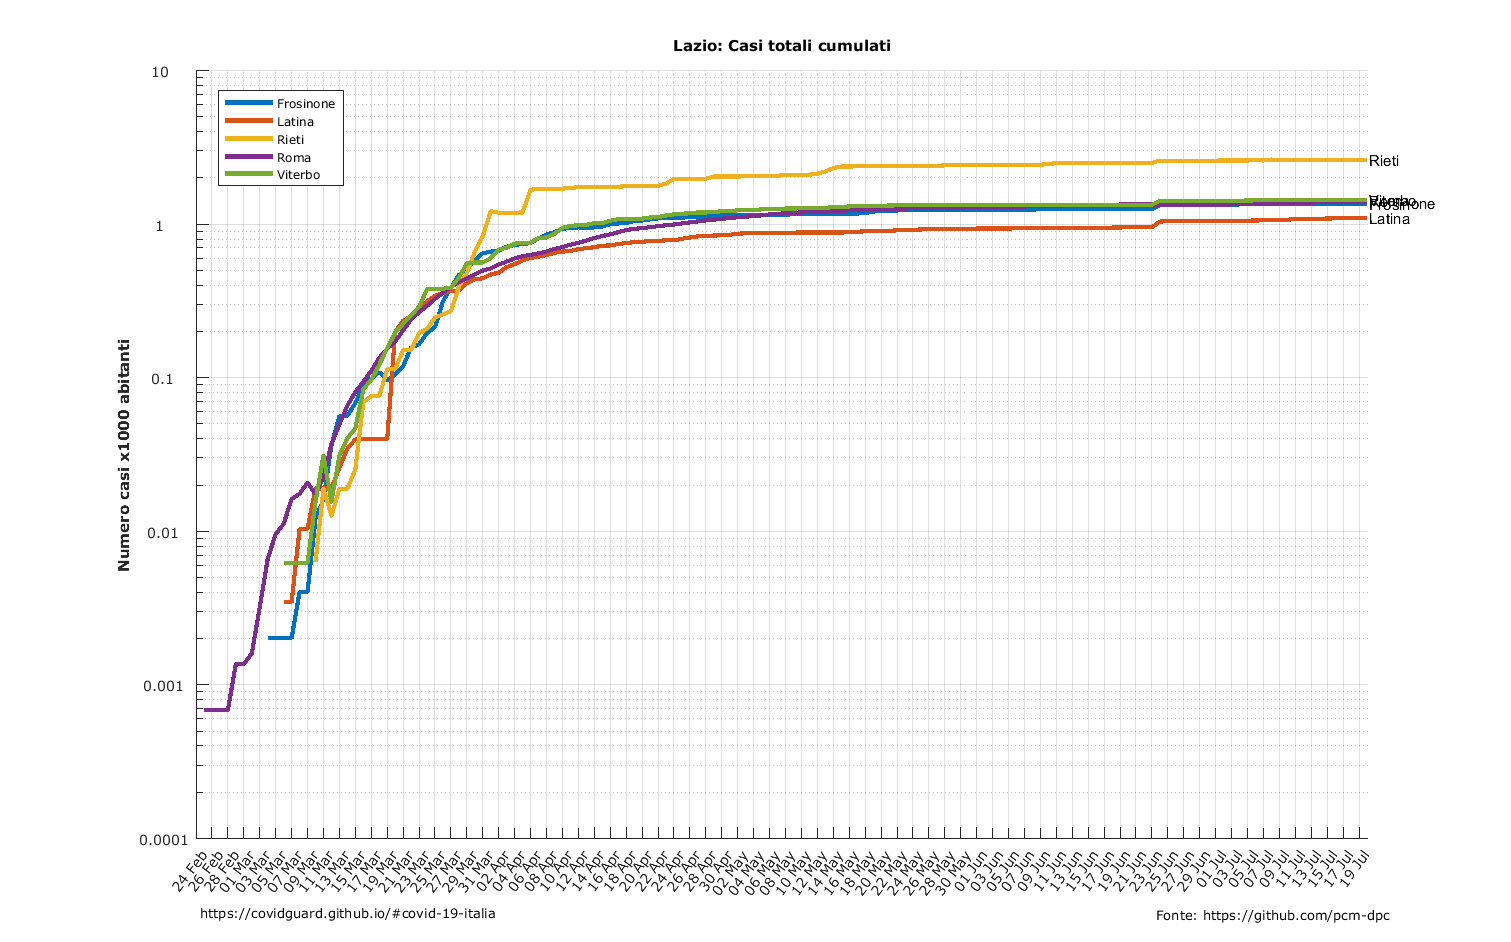 Lazio: Casi totali cumulati
Numero casi x1000 abitanti
10
1
0.1
0.01
0.001
0.0001
Frosinone
Latina
Rieti
Roma
Viterbo
Rieti
Viterbo
Frosinone
Latina
24 Feb
26 Feb
28 Feb
01 Mar
03 Mar
05 Mar
07 Mar
09 Mar
11 Mar
13 Mar
15 Mar
17 Mar
19 Mar
21 Mar
23 Mar
25 Mar
27 Mar
29 Mar
31 Mar
02 Apr
04 Apr
06 Apr
08 Apr
10 Apr
12 Apr
14 Apr
16 Apr
18 Apr
20 Apr
22 Apr
24 Apr
26 Apr
28 Apr
30 Apr
02 May
04 May
06 May
08 May
10 May
12 May
14 May
16 May
18 May
20 May
22 May
24 May
26 May
28 May
30 May
01 Jun
03 Jun
05 Jun
07 Jun
09 Jun
11 Jun
13 Jun
15 Jun
17 Jun
19 Jun
21 Jun
23 Jun
25 Jun
27 Jun
29 Jun
01 Jul
03 Jul
05 Jul
07 Jul
09 Jul
11 Jul
13 Jul
15 Jul
17 Jul
19 Jul
https://covidguard.github.io/#covid-19-italia
Fonte: https://github.com/pcm-dpc